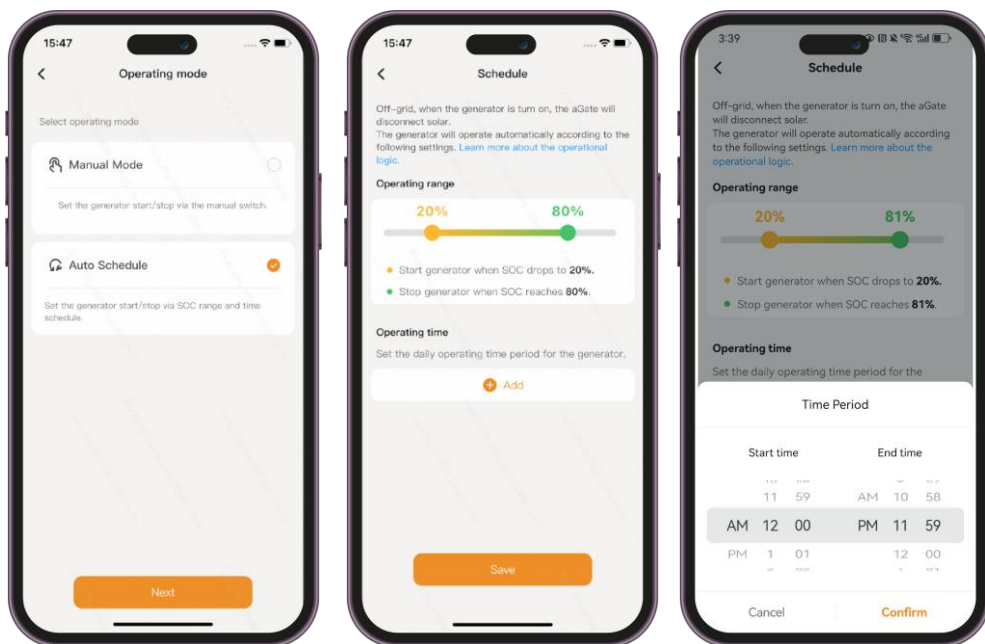 15:47
Operating mode
Select operating mode
Manual Mode
Set the generator start/stop via the manual switch.
Auto Schedule
Set the generator start/stop via SOC range and time
schedule.
Next
15:47
Schedule
Off-grid, when the generator is turn on, the aGate will
disconnect solar.
The generator will operate automatically according to the
following settings. Learn more about the operational
logic.
Operating range
20% 80%
Start generator when SOC drops to 20%.
Stop generator when SOC reaches 80%.
Operating time
Set the daily operating time period for the generator.
Add
Save
3:39
Schedule
Off-grid, when the generator is turn on, the aGate
will disconnect solar.
The generator will operate automatically according
to the following settings. Learn more about the
operational logic.
Operating range
20% 81%
Start generator when SOC drops to 20%.
Stop generator when SOC reaches 81%.
Operating time
Set the daily operating time period for the
Time Period
Start time End time
11 59 AM 10 58
AM 12 00 PM 11 59
PM 1 01 12 00
Cancel Confirm